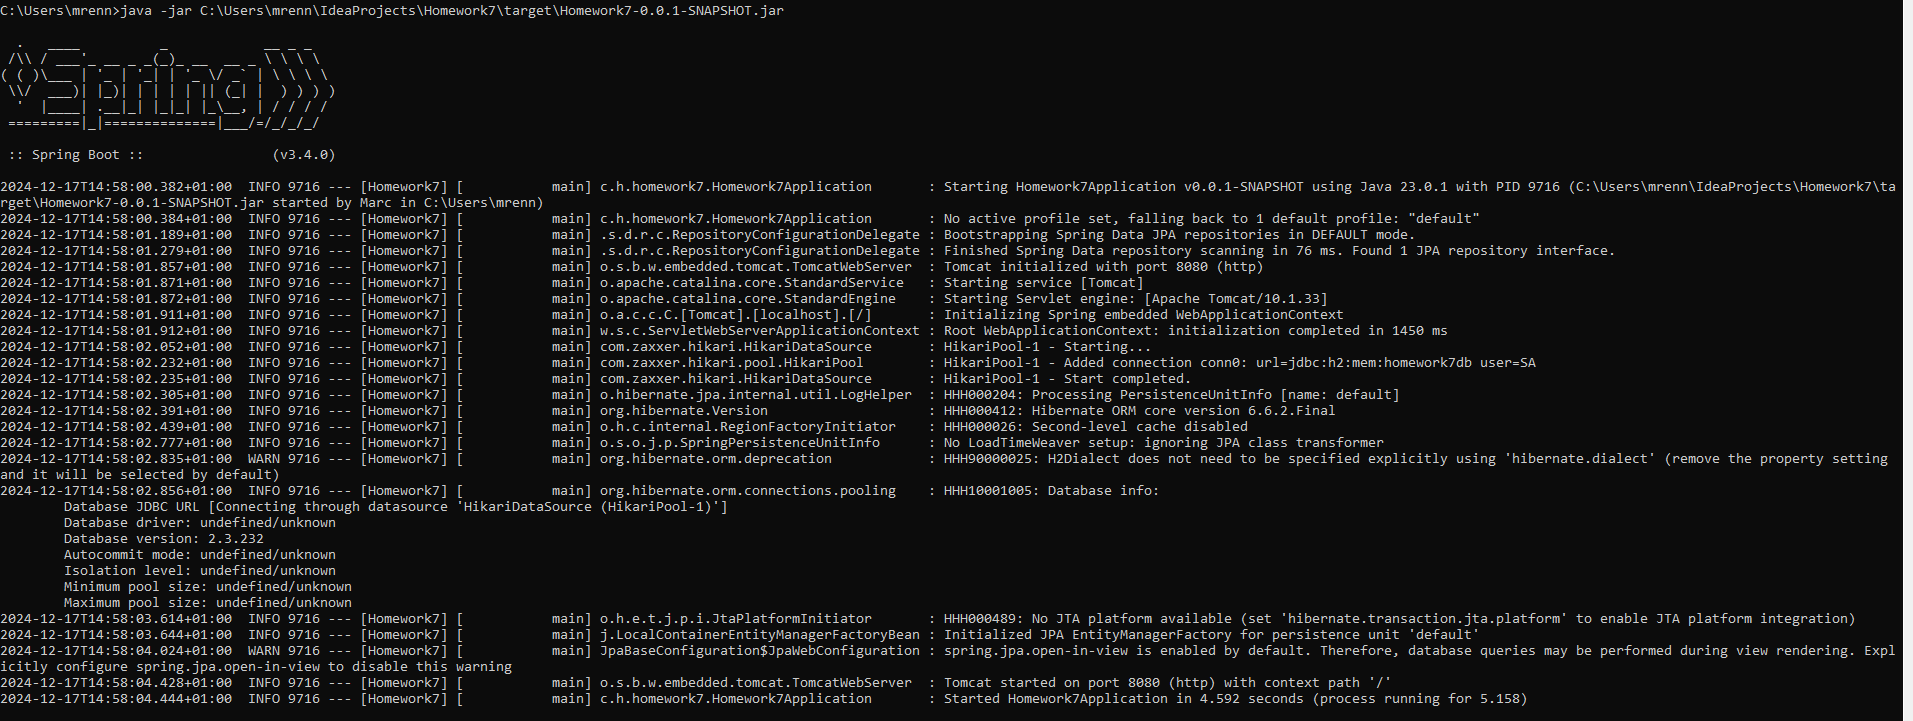 C:\Users\mrenn>java -jar C:\Users\mrenn\IdeaProjects\Homework7\target\Homework7-0.0.1-SNAPSHOT.jar

  .   ____          _            __ _ _
 /\\ / ___'_ __ _ _(_)_ __  __ _ \ \ \ \
( ( )\___ | '_ | '_| | '_ \/ _` | \ \ \ \
 \\/  ___)| |_)| | | | | || (_| |  ) ) ) )
  '  |____| .__|_| |_|_| |_\__, | / / / /
 =========|_|==============|___/=/_/_/_/

 :: Spring Boot ::                (v3.4.0)

2024-12-17T14:58:00.382+01:00  INFO 9716 --- [Homework7] [           main] c.h.homework7.Homework7Application       : Starting Homework7Application v0.0.1-SNAPSHOT using Java 23.0.1 with PID 9716 (C:\Users\mrenn\IdeaProjects\Homework7\ta
rget\Homework7-0.0.1-SNAPSHOT.jar started by Marc in C:\Users\mrenn)
2024-12-17T14:58:00.384+01:00  INFO 9716 --- [Homework7] [           main] c.h.homework7.Homework7Application       : No active profile set, falling back to 1 default profile: "default"
2024-12-17T14:58:01.189+01:00  INFO 9716 --- [Homework7] [           main] .s.d.r.c.RepositoryConfigurationDelegate : Bootstrapping Spring Data JPA repositories in DEFAULT mode.
2024-12-17T14:58:01.279+01:00  INFO 9716 --- [Homework7] [           main] .s.d.r.c.RepositoryConfigurationDelegate : Finished Spring Data repository scanning in 76 ms. Found 1 JPA repository interface.
2024-12-17T14:58:01.857+01:00  INFO 9716 --- [Homework7] [           main] o.s.b.w.embedded.tomcat.TomcatWebServer  : Tomcat initialized with port 8080 (http)
2024-12-17T14:58:01.871+01:00  INFO 9716 --- [Homework7] [           main] o.apache.catalina.core.StandardService   : Starting service [Tomcat]
2024-12-17T14:58:01.872+01:00  INFO 9716 --- [Homework7] [           main] o.apache.catalina.core.StandardEngine    : Starting Servlet engine: [Apache Tomcat/10.1.33]
2024-12-17T14:58:01.911+01:00  INFO 9716 --- [Homework7] [           main] o.a.c.c.C.[Tomcat].[localhost].[/]       : Initializing Spring embedded WebApplicationContext
2024-12-17T14:58:01.912+01:00  INFO 9716 --- [Homework7] [           main] w.s.c.ServletWebServerApplicationContext : Root WebApplicationContext: initialization completed in 1450 ms
2024-12-17T14:58:02.052+01:00  INFO 9716 --- [Homework7] [           main] com.zaxxer.hikari.HikariDataSource       : HikariPool-1 - Starting...
2024-12-17T14:58:02.232+01:00  INFO 9716 --- [Homework7] [           main] com.zaxxer.hikari.pool.HikariPool        : HikariPool-1 - Added connection conn0: url=jdbc:h2:mem:homework7db user=SA
2024-12-17T14:58:02.235+01:00  INFO 9716 --- [Homework7] [           main] com.zaxxer.hikari.HikariDataSource       : HikariPool-1 - Start completed.
2024-12-17T14:58:02.305+01:00  INFO 9716 --- [Homework7] [           main] o.hibernate.jpa.internal.util.LogHelper  : HHH000204: Processing PersistenceUnitInfo [name: default]
2024-12-17T14:58:02.391+01:00  INFO 9716 --- [Homework7] [           main] org.hibernate.Version                    : HHH000412: Hibernate ORM core version 6.6.2.Final
2024-12-17T14:58:02.439+01:00  INFO 9716 --- [Homework7] [           main] o.h.c.internal.RegionFactoryInitiator    : HHH000026: Second-level cache disabled
2024-12-17T14:58:02.777+01:00  INFO 9716 --- [Homework7] [           main] o.s.o.j.p.SpringPersistenceUnitInfo      : No LoadTimeWeaver setup: ignoring JPA class transformer
2024-12-17T14:58:02.835+01:00  WARN 9716 --- [Homework7] [           main] org.hibernate.orm.deprecation            : HHH90000025: H2Dialect does not need to be specified explicitly using 'hibernate.dialect' (remove the property setting
and it will be selected by default)
2024-12-17T14:58:02.856+01:00  INFO 9716 --- [Homework7] [           main] org.hibernate.orm.connections.pooling    : HHH10001005: Database info:
        Database JDBC URL [Connecting through datasource 'HikariDataSource (HikariPool-1)']
        Database driver: undefined/unknown
        Database version: 2.3.232
        Autocommit mode: undefined/unknown
        Isolation level: undefined/unknown
        Minimum pool size: undefined/unknown
        Maximum pool size: undefined/unknown
2024-12-17T14:58:03.614+01:00  INFO 9716 --- [Homework7] [           main] o.h.e.t.j.p.i.JtaPlatformInitiator       : HHH000489: No JTA platform available (set 'hibernate.transaction.jta.platform' to enable JTA platform integration)
2024-12-17T14:58:03.644+01:00  INFO 9716 --- [Homework7] [           main] j.LocalContainerEntityManagerFactoryBean : Initialized JPA EntityManagerFactory for persistence unit 'default'
2024-12-17T14:58:04.024+01:00  WARN 9716 --- [Homework7] [           main] JpaBaseConfiguration$JpaWebConfiguration : spring.jpa.open-in-view is enabled by default. Therefore, database queries may be performed during view rendering. Expl
icitly configure spring.jpa.open-in-view to disable this warning
2024-12-17T14:58:04.428+01:00  INFO 9716 --- [Homework7] [           main] o.s.b.w.embedded.tomcat.TomcatWebServer  : Tomcat started on port 8080 (http) with context path '/'
2024-12-17T14:58:04.444+01:00  INFO 9716 --- [Homework7] [           main] c.h.homework7.Homework7Application       : Started Homework7Application in 4.592 seconds (process running for 5.158)